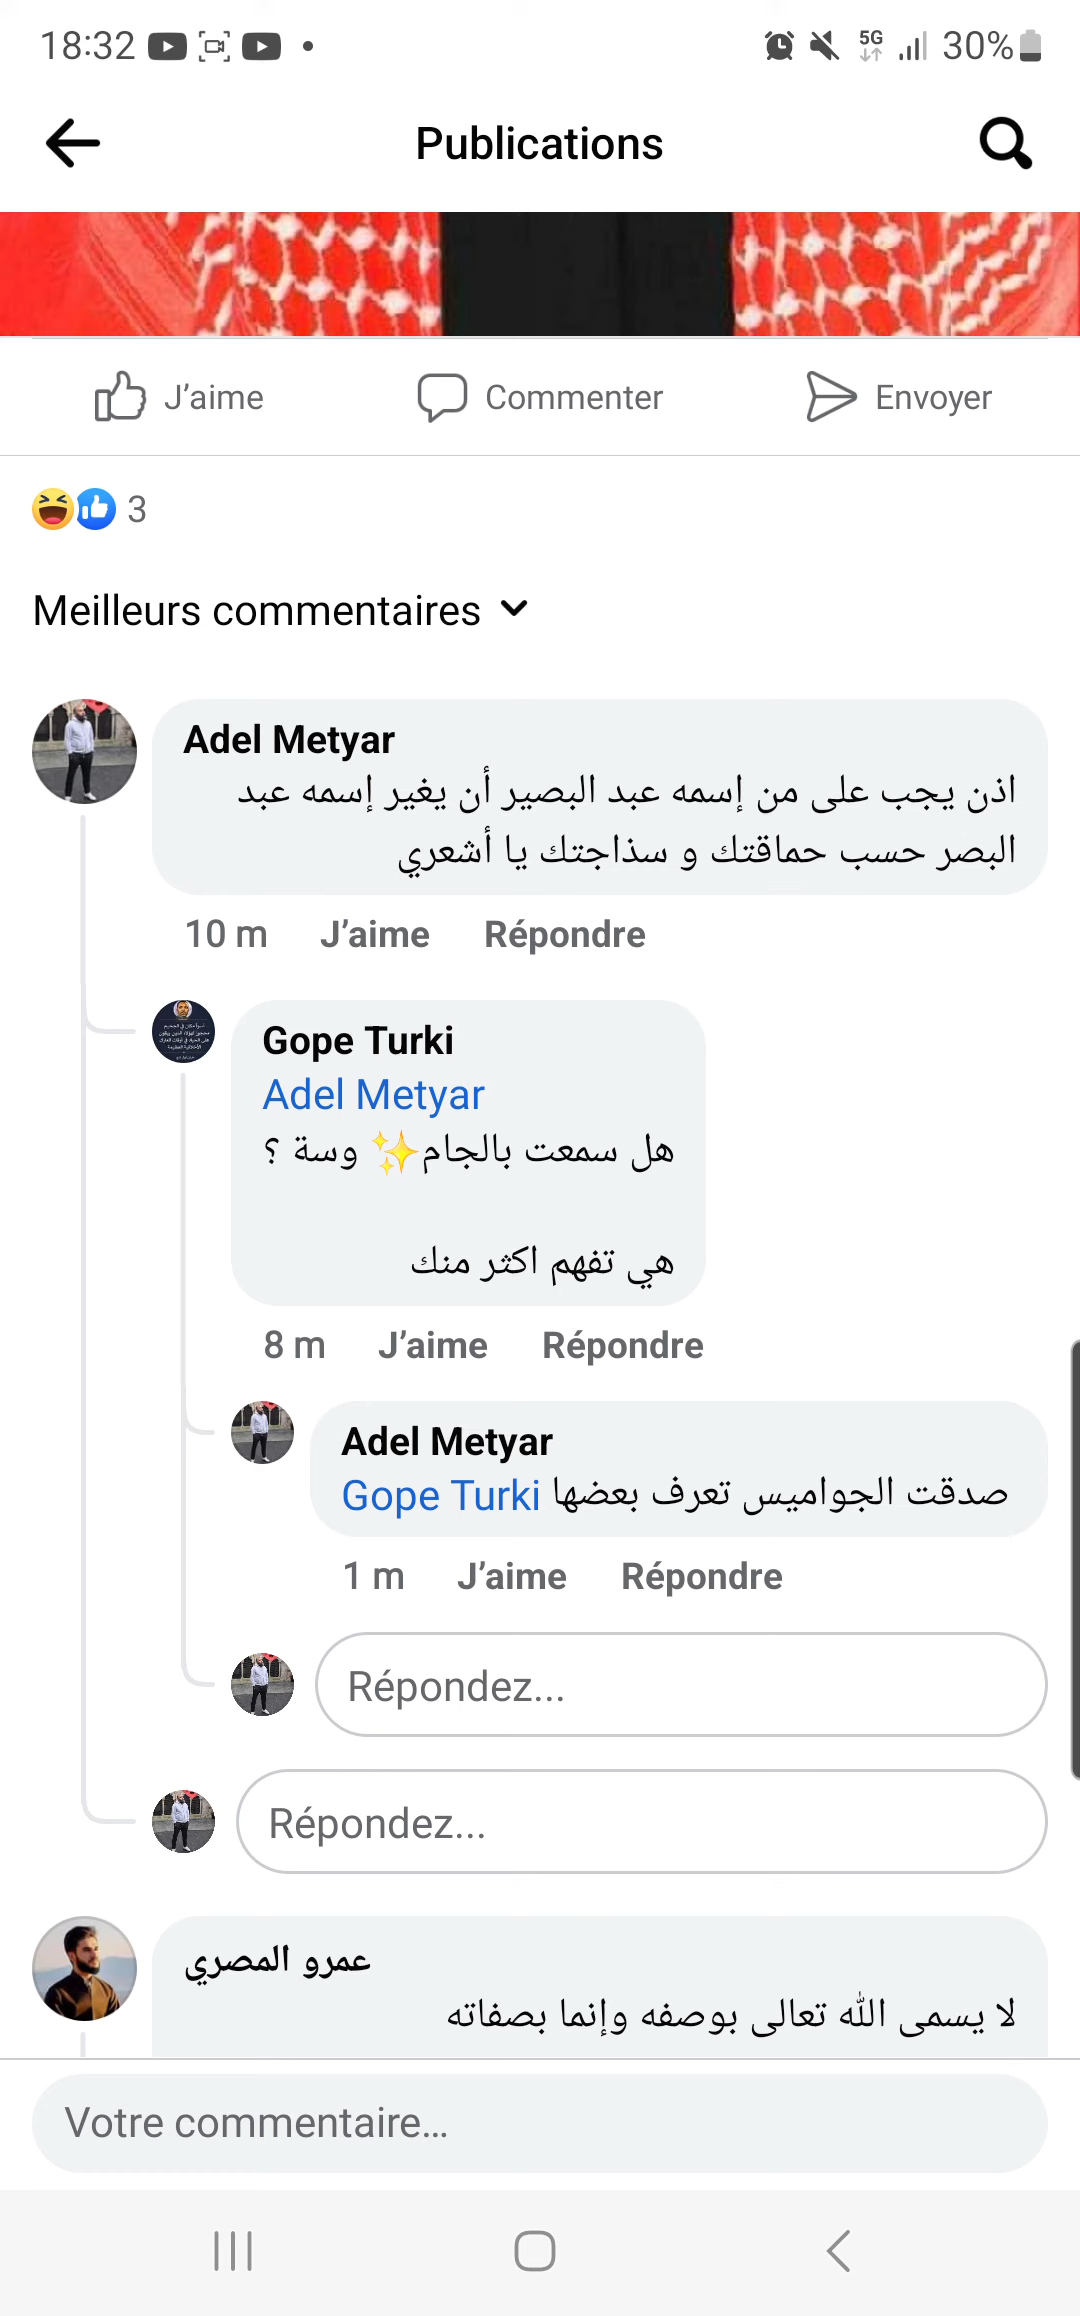 18:32
5G
30%
Publications
J’aime
Commenter
Envoyer
3
Meilleurs commentaires
Adel Metyar
اذن يجب على من إسمه عبد البصير أن يغير إسمه عبد
البصر حسب حماقتك و سذاجتك يا أشعري
10 m J’aime Répondre
Gope Turki
Adel Metyar
هل سمعت بالجام✨ وسة ؟
هي تفهم اكثر منك
8 m J’aime Répondre
Adel Metyar
Gope Turki صدقت الجواميس تعرف بعضها
1 m J’aime Répondre
Répondez...
Répondez...
عمرو المصري
لا يسمى الله تعالى بوصفه وإنما بصفاته
Votre commentaire...